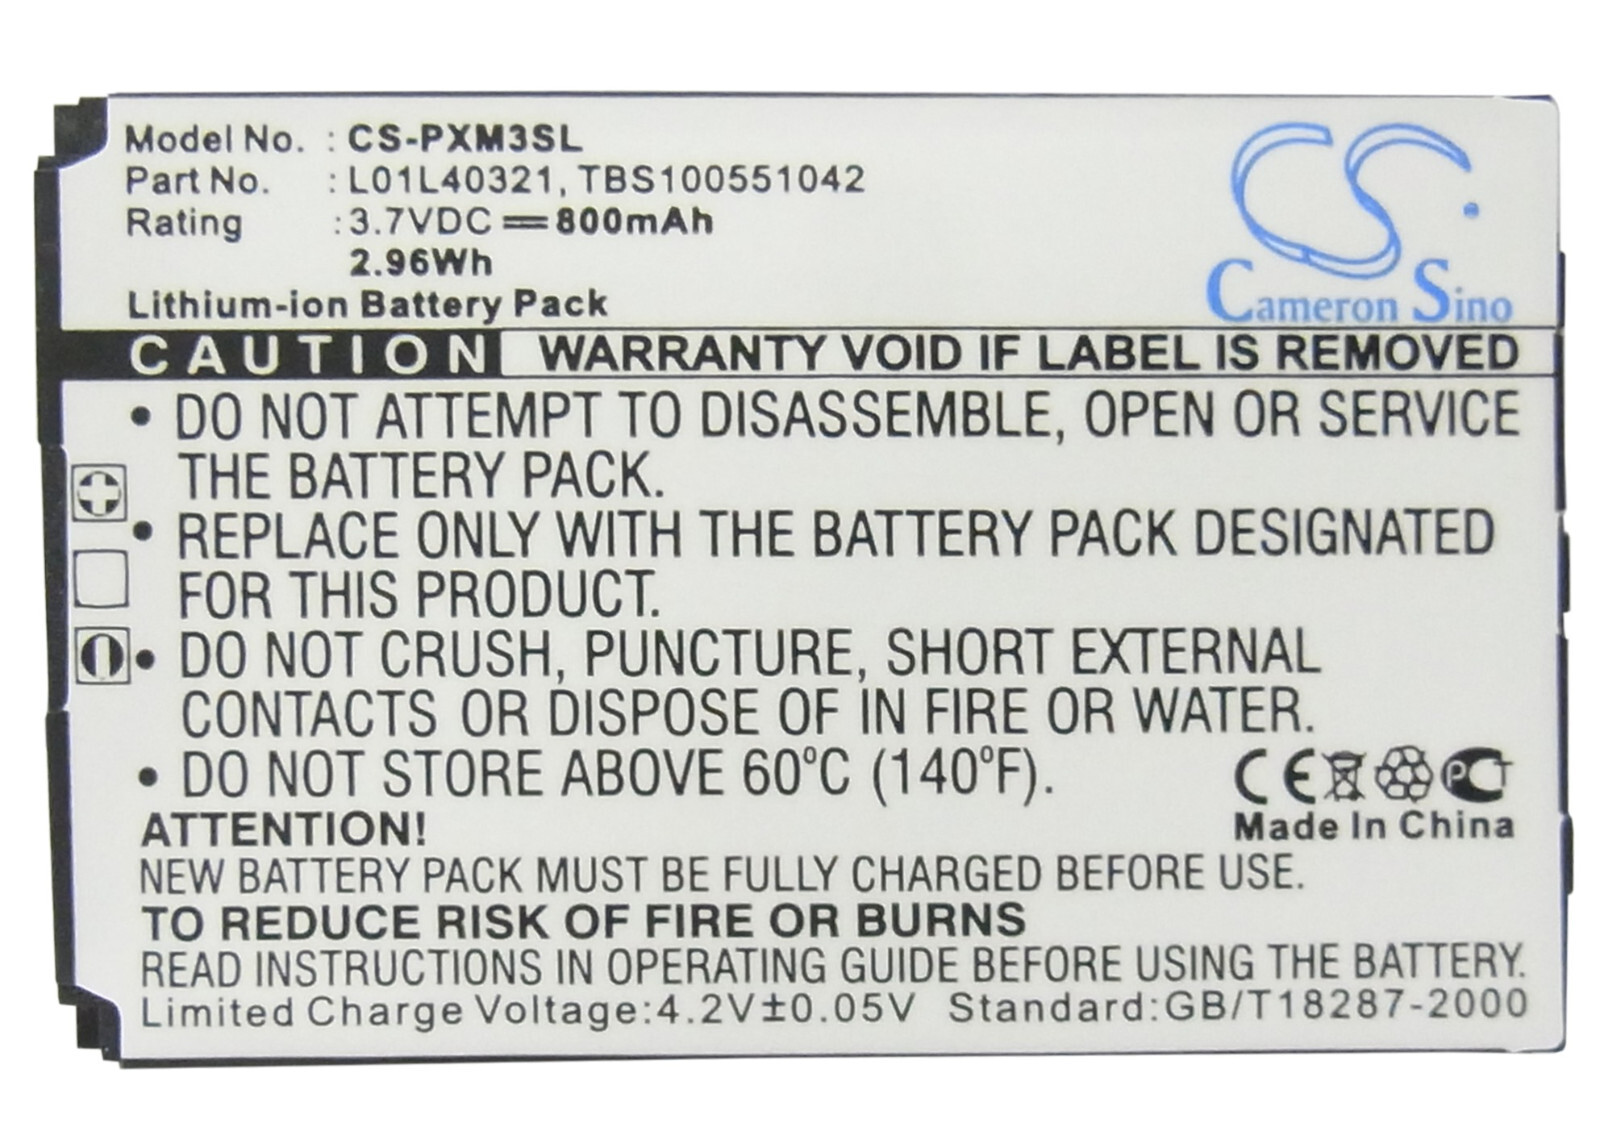 Model No. : CS-PXM3SL
Part No. : L01L40321, TBS100551042
Rating : 3.7VDC ⎓ 800mAh
2.96Wh
Lithium-ion Battery Pack
CS
Cameron Sino
CAUTION WARRANTY VOID IF LABEL IS REMOVED
• DO NOT ATTEMPT TO DISASSEMBLE, OPEN OR SERVICE
THE BATTERY PACK.
• REPLACE ONLY WITH THE BATTERY PACK DESIGNATED
FOR THIS PRODUCT.
• DO NOT CRUSH, PUNCTURE, SHORT EXTERNAL
CONTACTS OR DISPOSE OF IN FIRE OR WATER.
• DO NOT STORE ABOVE 60°C (140°F).
CE PCT
Made In China
ATTENTION!
NEW BATTERY PACK MUST BE FULLY CHARGED BEFORE USE.
TO REDUCE RISK OF FIRE OR BURNS
READ INSTRUCTIONS IN OPERATING GUIDE BEFORE USING THE BATTERY.
Limited Charge Voltage:4.2V±0.05V Standard:GB/T18287-2000